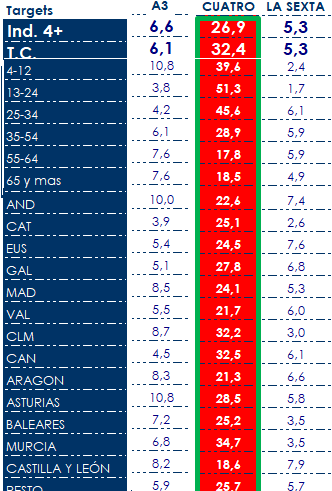 Targets A3 CUATRO LA SEXTA
Ind. 4+ 6,6 26,9 5,3
T.C. 6,1 32,4 5,3
4-12 10,8 39,6 2,4
13-24 3,8 51,3 1,7
25-34 4,2 45,6 6,1
35-54 6,1 28,9 5,9
55-64 7,6 17,8 5,9
65 y mas 7,6 18,5 4,9
AND 10,0 22,6 7,4
CAT 3,9 25,1 2,6
EUS 5,4 24,5 7,6
GAL 5,1 27,8 6,8
MAD 8,5 24,1 5,3
VAL 5,5 21,7 6,0
CLM 8,7 32,2 3,0
CAN 4,5 32,5 6,1
ARAGON 8,3 21,3 6,6
ASTURIAS 10,8 28,5 5,8
BALEARES 7,2 25,2 3,5
MURCIA 6,8 34,7 3,5
CASTILLA Y LEÓN 8,2 18,6 7,9
RESTO 5,9 25,7 5,7